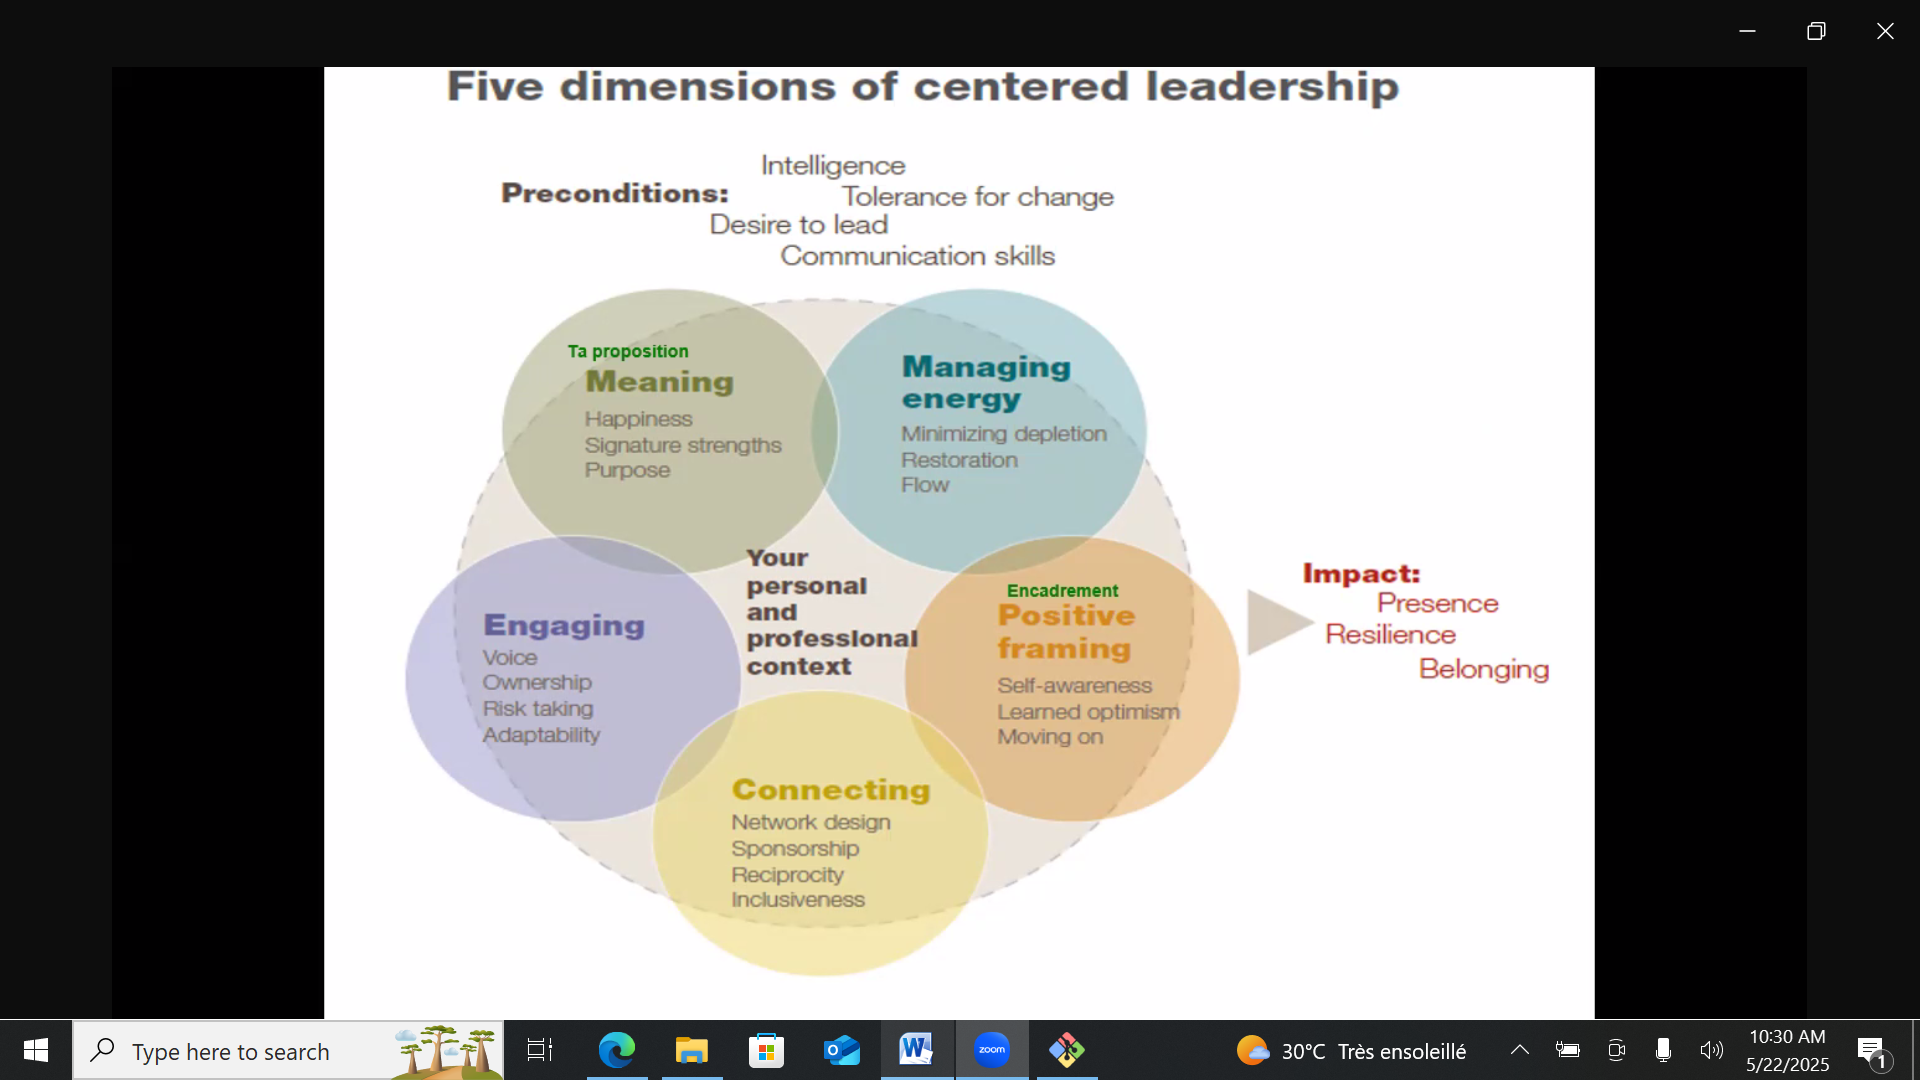 Five dimensions of centered leadership
Preconditions:
Intelligence
Tolerance for change
Desire to lead
Communication skills
Ta proposition
Meaning
Happiness
Signature strengths
Purpose
Managing
energy
Minimizing depletion
Restoration
Flow
Engaging
Voice
Ownership
Risk taking
Adaptability
Your
personal
and
professional
context
Encadrement
Positive
framing
Self-awareness
Learned optimism
Moving on
Connecting
Network design
Sponsorship
Reciprocity
Inclusiveness
Impact:
Presence
Resilience
Belonging
Type here to search
zoom
30°C Très ensoleillé
10:30 AM
5/22/2025
1